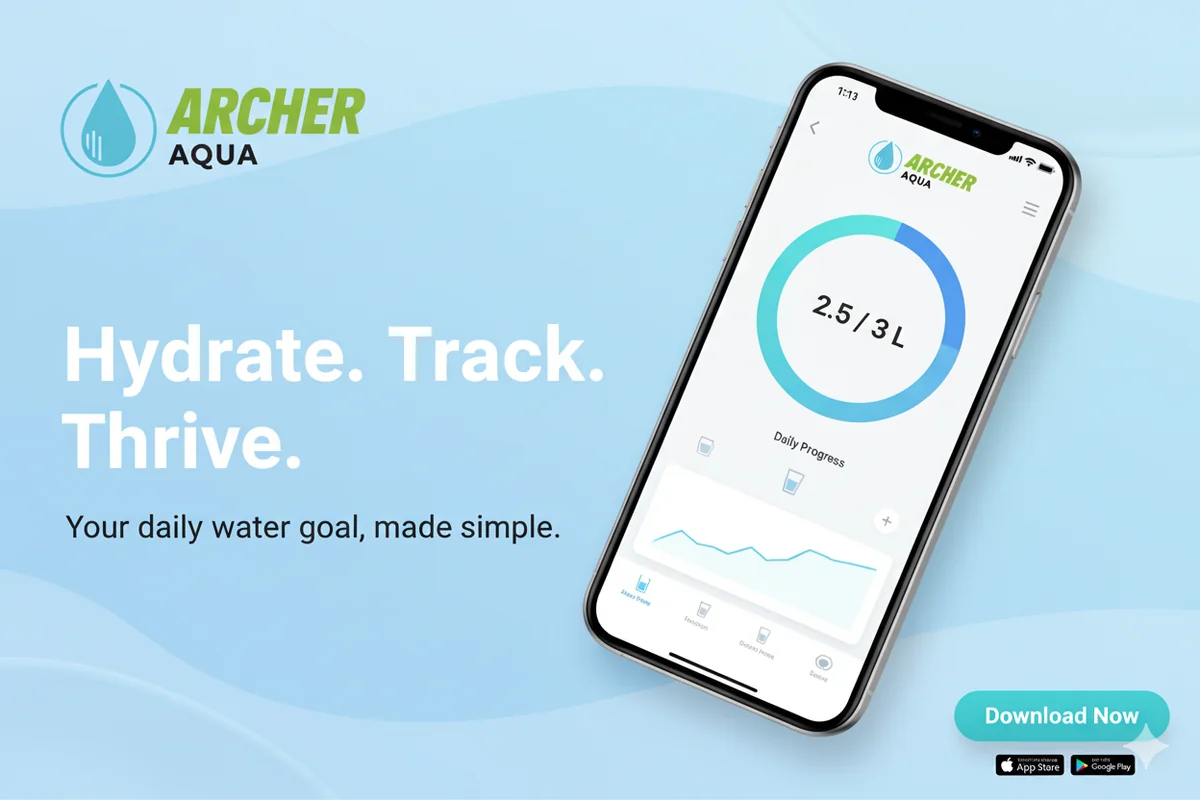 ARCHER
AQUA
Hydrate. Track.
Thrive.
Your daily water goal, made simple.
1:13
ARCHER
AQUA
2.5 / 3 L
Daily Progress
Download Now
App Store
Google Play